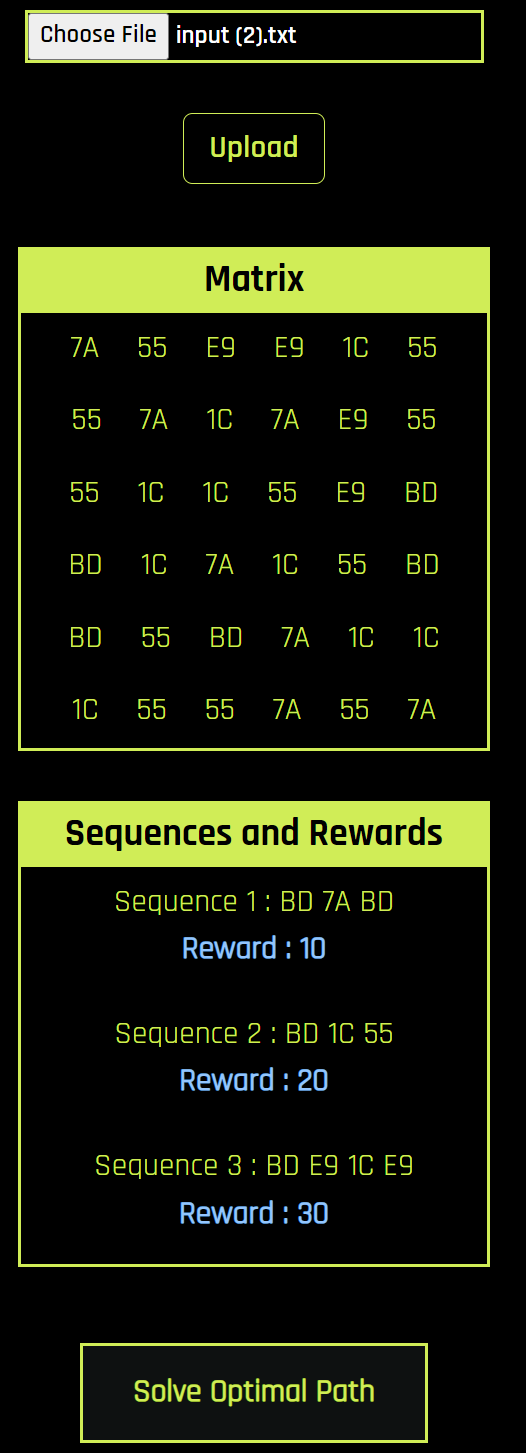 Choose File input (2).txt
Upload
Matrix
7A 55 E9 E9 1C 55
55 7A 1C 7A E9 55
55 1C 1C 55 E9 BD
BD 1C 7A 1C 55 BD
BD 55 BD 7A 1C 1C
1C 55 55 7A 55 7A
Sequences and Rewards
Sequence 1 : BD 7A BD
Reward : 10
Sequence 2 : BD 1C 55
Reward : 20
Sequence 3 : BD E9 1C E9
Reward : 30
Solve Optimal Path